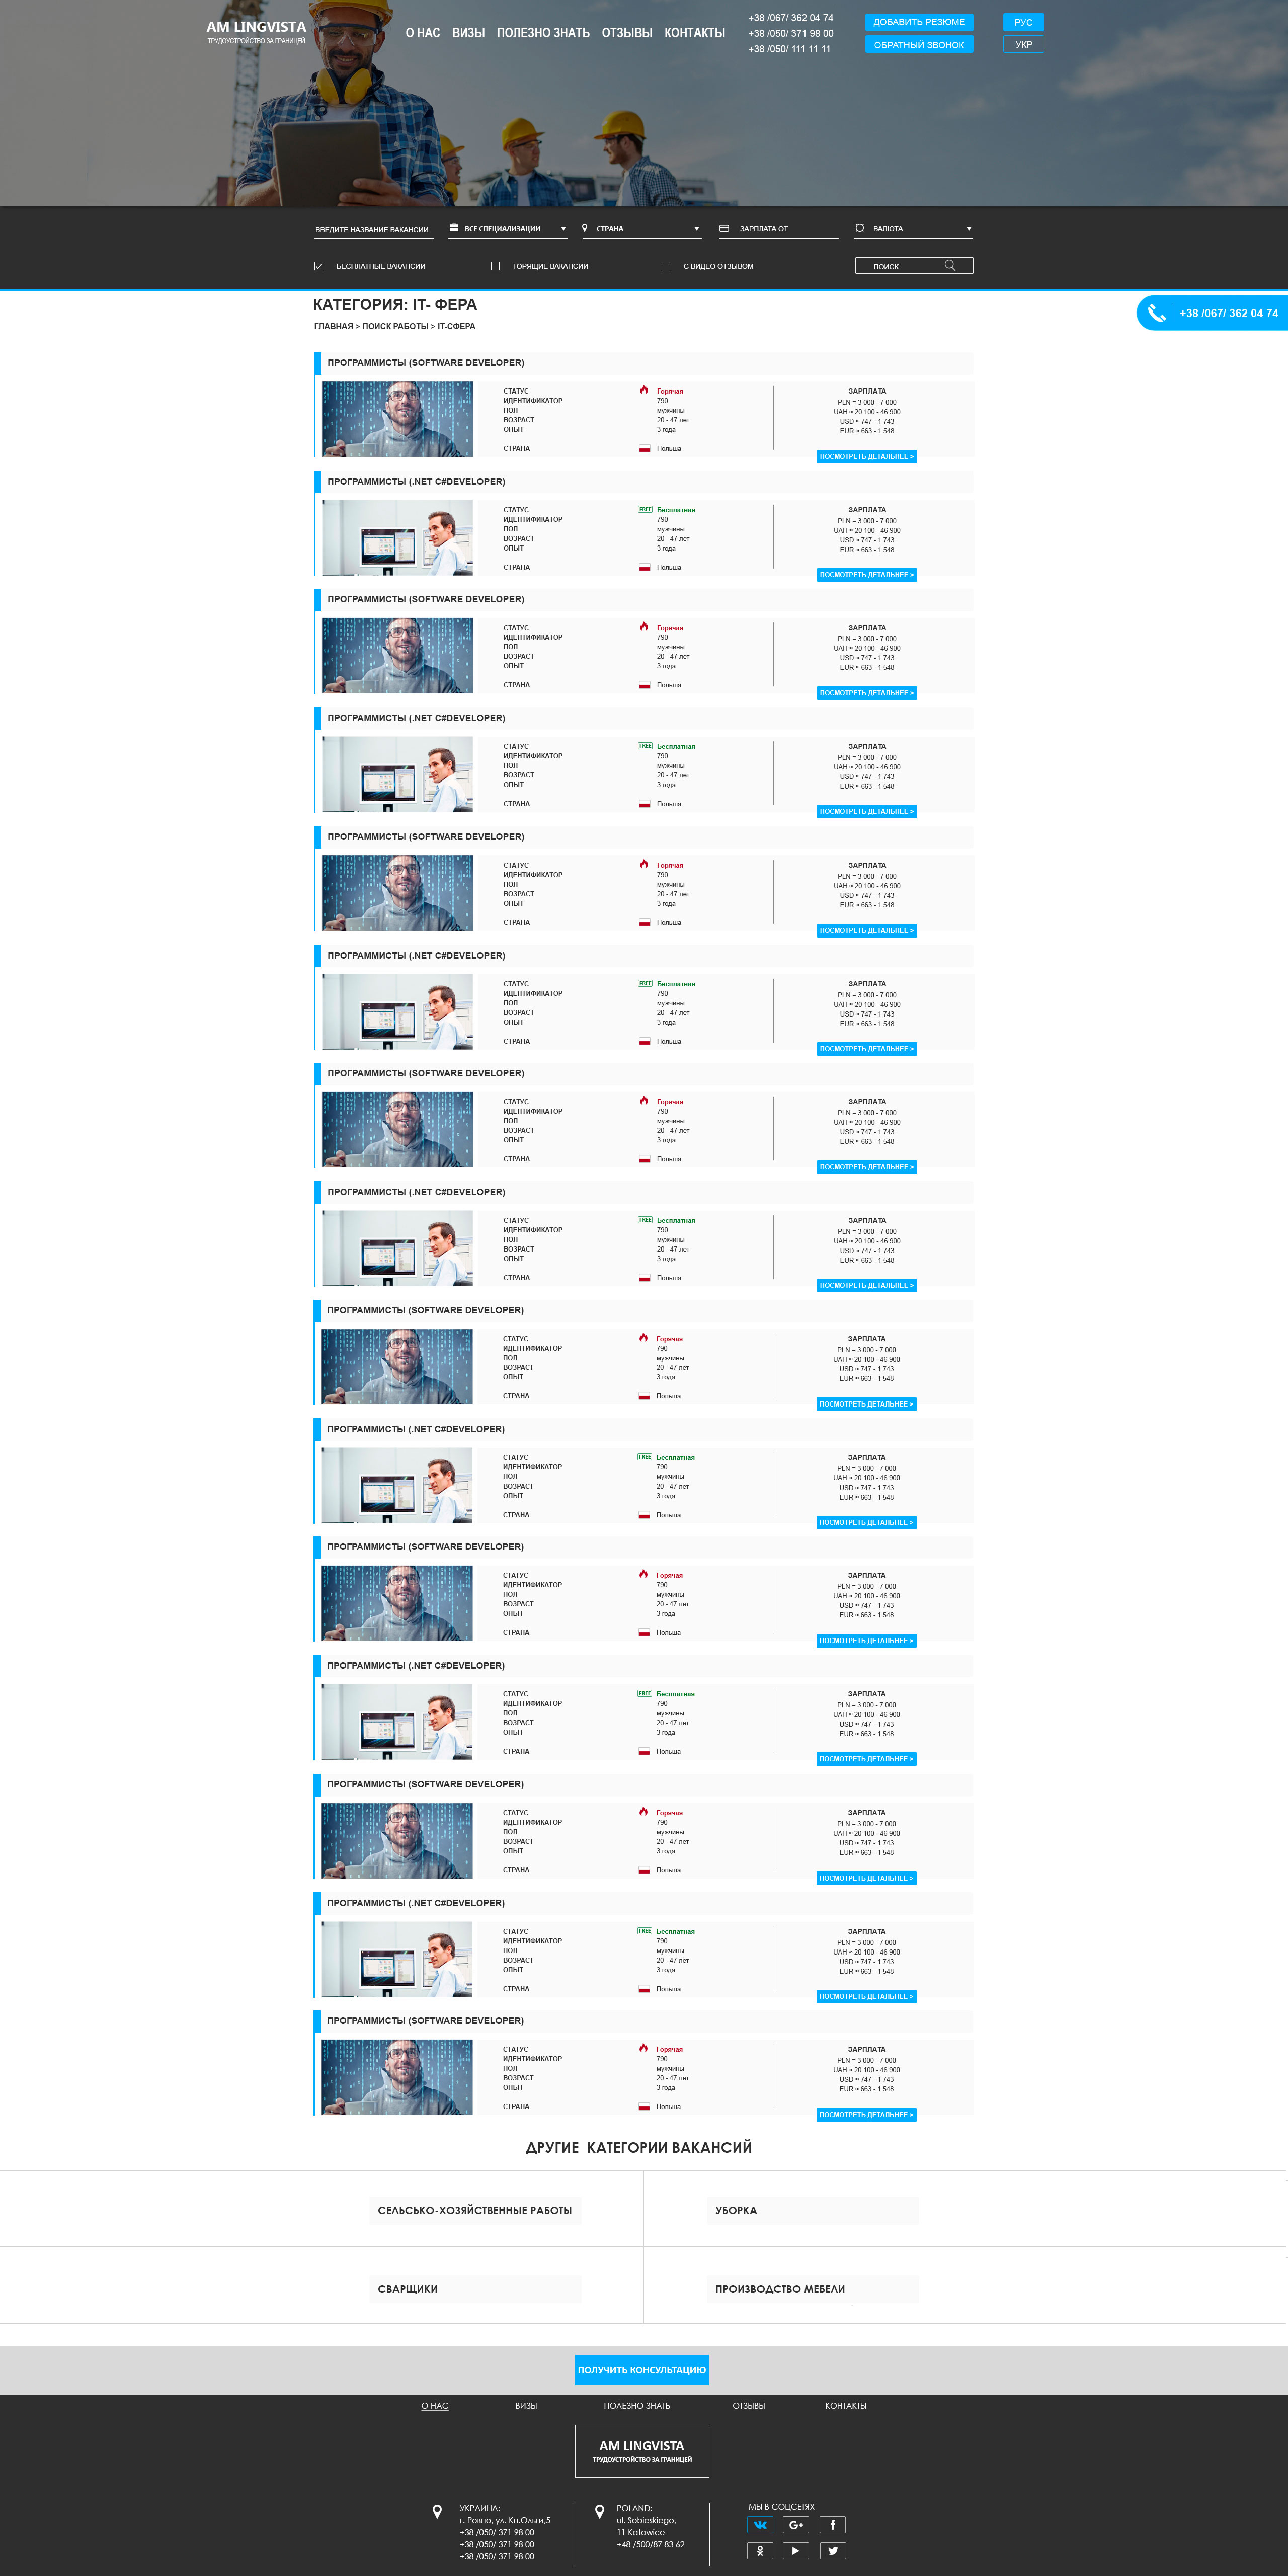 AM LINGVISTA
ТРУДОУСТРОЙСТВО ЗА ГРАНИЦЕЙ
О НАС ВИЗЫ ПОЛЕЗНО ЗНАТЬ ОТЗЫВЫ КОНТАКТЫ
+38 /067/ 362 04 74
+38 /050/ 371 98 00
+38 /050/ 111 11 11
ДОБАВИТЬ РЕЗЮМЕ
ОБРАТНЫЙ ЗВОНОК
РУС
УКР
ВВЕДИТЕ НАЗВАНИЕ ВАКАНСИИ ВСЕ СПЕЦИАЛИЗАЦИИ СТРАНА ЗАРПЛАТА ОТ ВАЛЮТА
БЕСПЛАТНЫЕ ВАКАНСИИ ГОРЯЩИЕ ВАКАНСИИ С ВИДЕО ОТЗЫВОМ ПОИСК
КАТЕГОРИЯ: IT- ФЕРА
+38 /067/ 362 04 74
ГЛАВНАЯ > ПОИСК РАБОТЫ > IT-СФЕРА
ПРОГРАММИСТЫ (SOFTWARE DEVELOPER)
СТАТУС Горячая ЗАРПЛАТА
ИДЕНТИФИКАТОР 790 PLN = 3 000 - 7 000
ПОЛ мужчины UAH ≈ 20 100 - 46 900
ВОЗРАСТ 20 - 47 лет USD ≈ 747 - 1 743
ОПЫТ 3 года EUR ≈ 663 - 1 548
СТРАНА Польша
ПОСМОТРЕТЬ ДЕТАЛЬНЕЕ >
ПРОГРАММИСТЫ (.NET C#DEVELOPER)
СТАТУС FREE Бесплатная ЗАРПЛАТА
ИДЕНТИФИКАТОР 790 PLN = 3 000 - 7 000
ПОЛ мужчины UAH ≈ 20 100 - 46 900
ВОЗРАСТ 20 - 47 лет USD ≈ 747 - 1 743
ОПЫТ 3 года EUR ≈ 663 - 1 548
СТРАНА Польша
ПОСМОТРЕТЬ ДЕТАЛЬНЕЕ >
ПРОГРАММИСТЫ (SOFTWARE DEVELOPER)
СТАТУС Горячая ЗАРПЛАТА
ИДЕНТИФИКАТОР 790 PLN = 3 000 - 7 000
ПОЛ мужчины UAH ≈ 20 100 - 46 900
ВОЗРАСТ 20 - 47 лет USD ≈ 747 - 1 743
ОПЫТ 3 года EUR ≈ 663 - 1 548
СТРАНА Польша
ПОСМОТРЕТЬ ДЕТАЛЬНЕЕ >
ПРОГРАММИСТЫ (.NET C#DEVELOPER)
СТАТУС FREE Бесплатная ЗАРПЛАТА
ИДЕНТИФИКАТОР 790 PLN = 3 000 - 7 000
ПОЛ мужчины UAH ≈ 20 100 - 46 900
ВОЗРАСТ 20 - 47 лет USD ≈ 747 - 1 743
ОПЫТ 3 года EUR ≈ 663 - 1 548
СТРАНА Польша
ПОСМОТРЕТЬ ДЕТАЛЬНЕЕ >
ПРОГРАММИСТЫ (SOFTWARE DEVELOPER)
СТАТУС Горячая ЗАРПЛАТА
ИДЕНТИФИКАТОР 790 PLN = 3 000 - 7 000
ПОЛ мужчины UAH ≈ 20 100 - 46 900
ВОЗРАСТ 20 - 47 лет USD ≈ 747 - 1 743
ОПЫТ 3 года EUR ≈ 663 - 1 548
СТРАНА Польша
ПОСМОТРЕТЬ ДЕТАЛЬНЕЕ >
ПРОГРАММИСТЫ (.NET C#DEVELOPER)
СТАТУС FREE Бесплатная ЗАРПЛАТА
ИДЕНТИФИКАТОР 790 PLN = 3 000 - 7 000
ПОЛ мужчины UAH ≈ 20 100 - 46 900
ВОЗРАСТ 20 - 47 лет USD ≈ 747 - 1 743
ОПЫТ 3 года EUR ≈ 663 - 1 548
СТРАНА Польша
ПОСМОТРЕТЬ ДЕТАЛЬНЕЕ >
ПРОГРАММИСТЫ (SOFTWARE DEVELOPER)
СТАТУС Горячая ЗАРПЛАТА
ИДЕНТИФИКАТОР 790 PLN = 3 000 - 7 000
ПОЛ мужчины UAH ≈ 20 100 - 46 900
ВОЗРАСТ 20 - 47 лет USD ≈ 747 - 1 743
ОПЫТ 3 года EUR ≈ 663 - 1 548
СТРАНА Польша
ПОСМОТРЕТЬ ДЕТАЛЬНЕЕ >
ПРОГРАММИСТЫ (.NET C#DEVELOPER)
СТАТУС FREE Бесплатная ЗАРПЛАТА
ИДЕНТИФИКАТОР 790 PLN = 3 000 - 7 000
ПОЛ мужчины UAH ≈ 20 100 - 46 900
ВОЗРАСТ 20 - 47 лет USD ≈ 747 - 1 743
ОПЫТ 3 года EUR ≈ 663 - 1 548
СТРАНА Польша
ПОСМОТРЕТЬ ДЕТАЛЬНЕЕ >
ПРОГРАММИСТЫ (SOFTWARE DEVELOPER)
СТАТУС Горячая ЗАРПЛАТА
ИДЕНТИФИКАТОР 790 PLN = 3 000 - 7 000
ПОЛ мужчины UAH ≈ 20 100 - 46 900
ВОЗРАСТ 20 - 47 лет USD ≈ 747 - 1 743
ОПЫТ 3 года EUR ≈ 663 - 1 548
СТРАНА Польша
ПОСМОТРЕТЬ ДЕТАЛЬНЕЕ >
ПРОГРАММИСТЫ (.NET C#DEVELOPER)
СТАТУС FREE Бесплатная ЗАРПЛАТА
ИДЕНТИФИКАТОР 790 PLN = 3 000 - 7 000
ПОЛ мужчины UAH ≈ 20 100 - 46 900
ВОЗРАСТ 20 - 47 лет USD ≈ 747 - 1 743
ОПЫТ 3 года EUR ≈ 663 - 1 548
СТРАНА Польша
ПОСМОТРЕТЬ ДЕТАЛЬНЕЕ >
ПРОГРАММИСТЫ (SOFTWARE DEVELOPER)
СТАТУС Горячая ЗАРПЛАТА
ИДЕНТИФИКАТОР 790 PLN = 3 000 - 7 000
ПОЛ мужчины UAH ≈ 20 100 - 46 900
ВОЗРАСТ 20 - 47 лет USD ≈ 747 - 1 743
ОПЫТ 3 года EUR ≈ 663 - 1 548
СТРАНА Польша
ПОСМОТРЕТЬ ДЕТАЛЬНЕЕ >
ПРОГРАММИСТЫ (.NET C#DEVELOPER)
СТАТУС FREE Бесплатная ЗАРПЛАТА
ИДЕНТИФИКАТОР 790 PLN = 3 000 - 7 000
ПОЛ мужчины UAH ≈ 20 100 - 46 900
ВОЗРАСТ 20 - 47 лет USD ≈ 747 - 1 743
ОПЫТ 3 года EUR ≈ 663 - 1 548
СТРАНА Польша
ПОСМОТРЕТЬ ДЕТАЛЬНЕЕ >
ПРОГРАММИСТЫ (SOFTWARE DEVELOPER)
СТАТУС Горячая ЗАРПЛАТА
ИДЕНТИФИКАТОР 790 PLN = 3 000 - 7 000
ПОЛ мужчины UAH ≈ 20 100 - 46 900
ВОЗРАСТ 20 - 47 лет USD ≈ 747 - 1 743
ОПЫТ 3 года EUR ≈ 663 - 1 548
СТРАНА Польша
ПОСМОТРЕТЬ ДЕТАЛЬНЕЕ >
ПРОГРАММИСТЫ (.NET C#DEVELOPER)
СТАТУС FREE Бесплатная ЗАРПЛАТА
ИДЕНТИФИКАТОР 790 PLN = 3 000 - 7 000
ПОЛ мужчины UAH ≈ 20 100 - 46 900
ВОЗРАСТ 20 - 47 лет USD ≈ 747 - 1 743
ОПЫТ 3 года EUR ≈ 663 - 1 548
СТРАНА Польша
ПОСМОТРЕТЬ ДЕТАЛЬНЕЕ >
ПРОГРАММИСТЫ (SOFTWARE DEVELOPER)
СТАТУС Горячая ЗАРПЛАТА
ИДЕНТИФИКАТОР 790 PLN = 3 000 - 7 000
ПОЛ мужчины UAH ≈ 20 100 - 46 900
ВОЗРАСТ 20 - 47 лет USD ≈ 747 - 1 743
ОПЫТ 3 года EUR ≈ 663 - 1 548
СТРАНА Польша
ПОСМОТРЕТЬ ДЕТАЛЬНЕЕ >
ДРУГИЕ КАТЕГОРИИ ВАКАНСИЙ
СЕЛЬСЬКО-ХОЗЯЙСТВЕННЫЕ РАБОТЫ УБОРКА
СВАРЩИКИ ПРОИЗВОДСТВО МЕБЕЛИ
ПОЛУЧИТЬ КОНСУЛЬТАЦИЮ
О НАС ВИЗЫ ПОЛЕЗНО ЗНАТЬ ОТЗЫВЫ КОНТАКТЫ
AM LINGVISTA
ТРУДОУСТРОЙСТВО ЗА ГРАНИЦЕЙ
УКРАИНА:
г. Ровно, ул. Кн.Ольги,5
+38 /050/ 371 98 00
+38 /050/ 371 98 00
+38 /050/ 371 98 00
POLAND:
ul. Sobieskiego,
11 Katowice
+48 /500/87 83 62
МЫ В СОЦСЕТЯХ